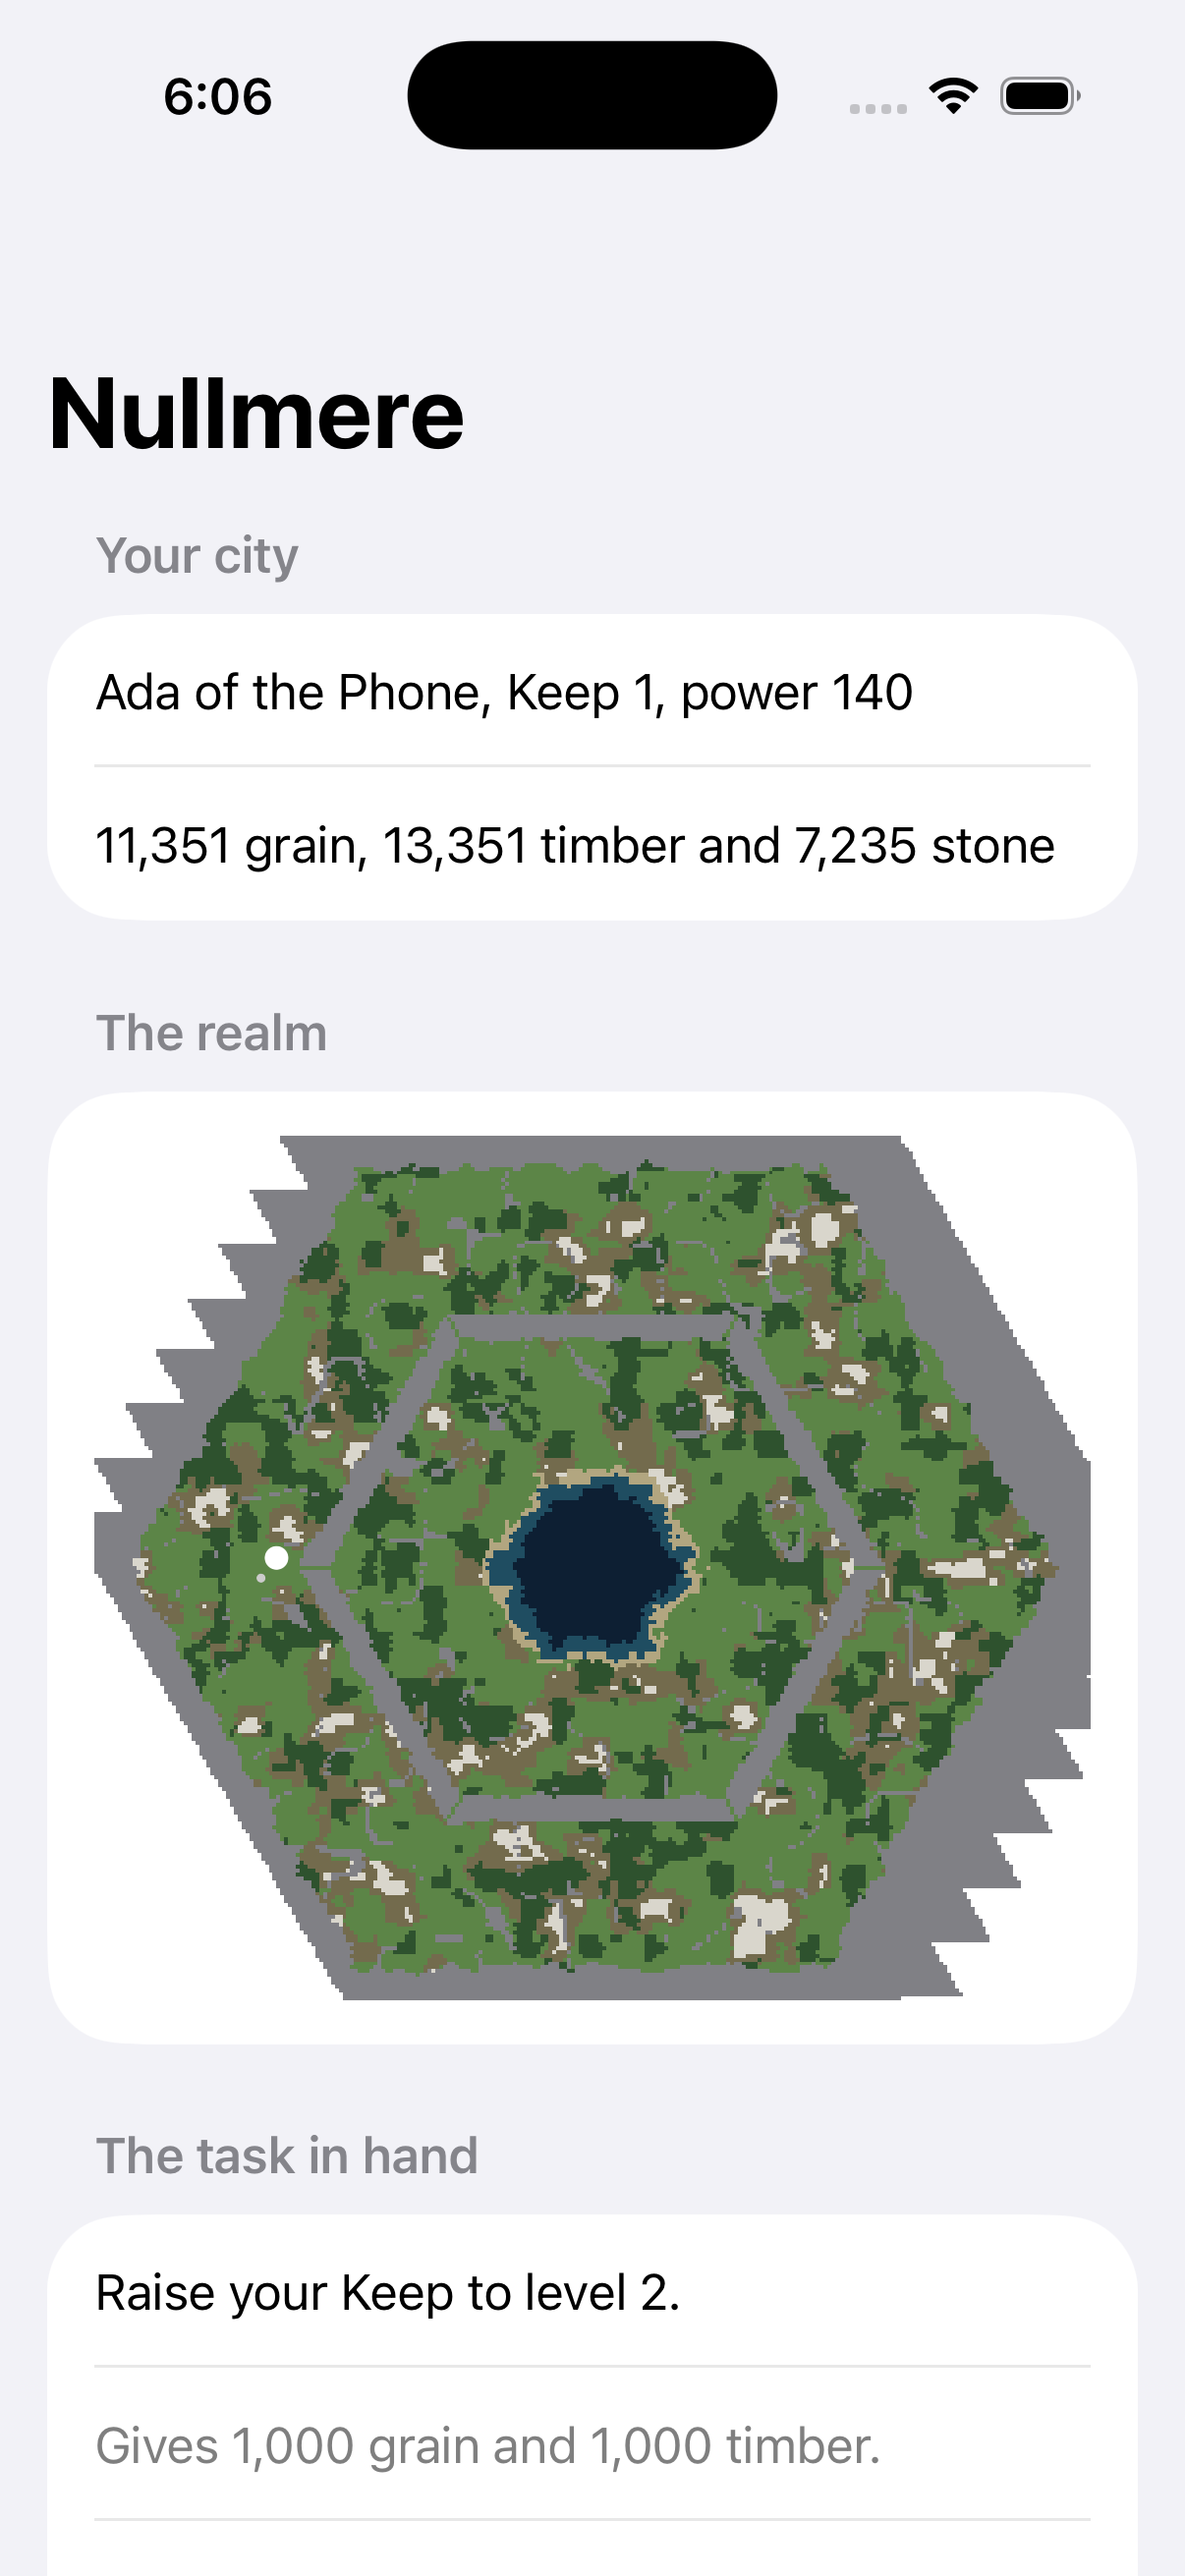 6:06
Nullmere
Your city
Ada of the Phone, Keep 1, power 140
11,351 grain, 13,351 timber and 7,235 stone
The realm
The task in hand
Raise your Keep to level 2.
Gives 1,000 grain and 1,000 timber.